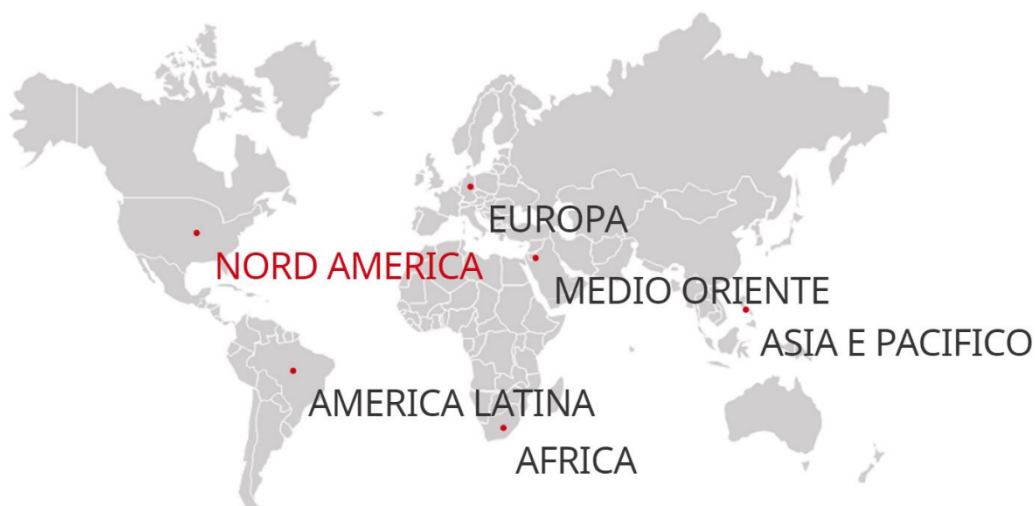 EUROPA
NORD AMERICA
MEDIO ORIENTE
ASIA E PACIFICO
AMERICA LATINA
AFRICA